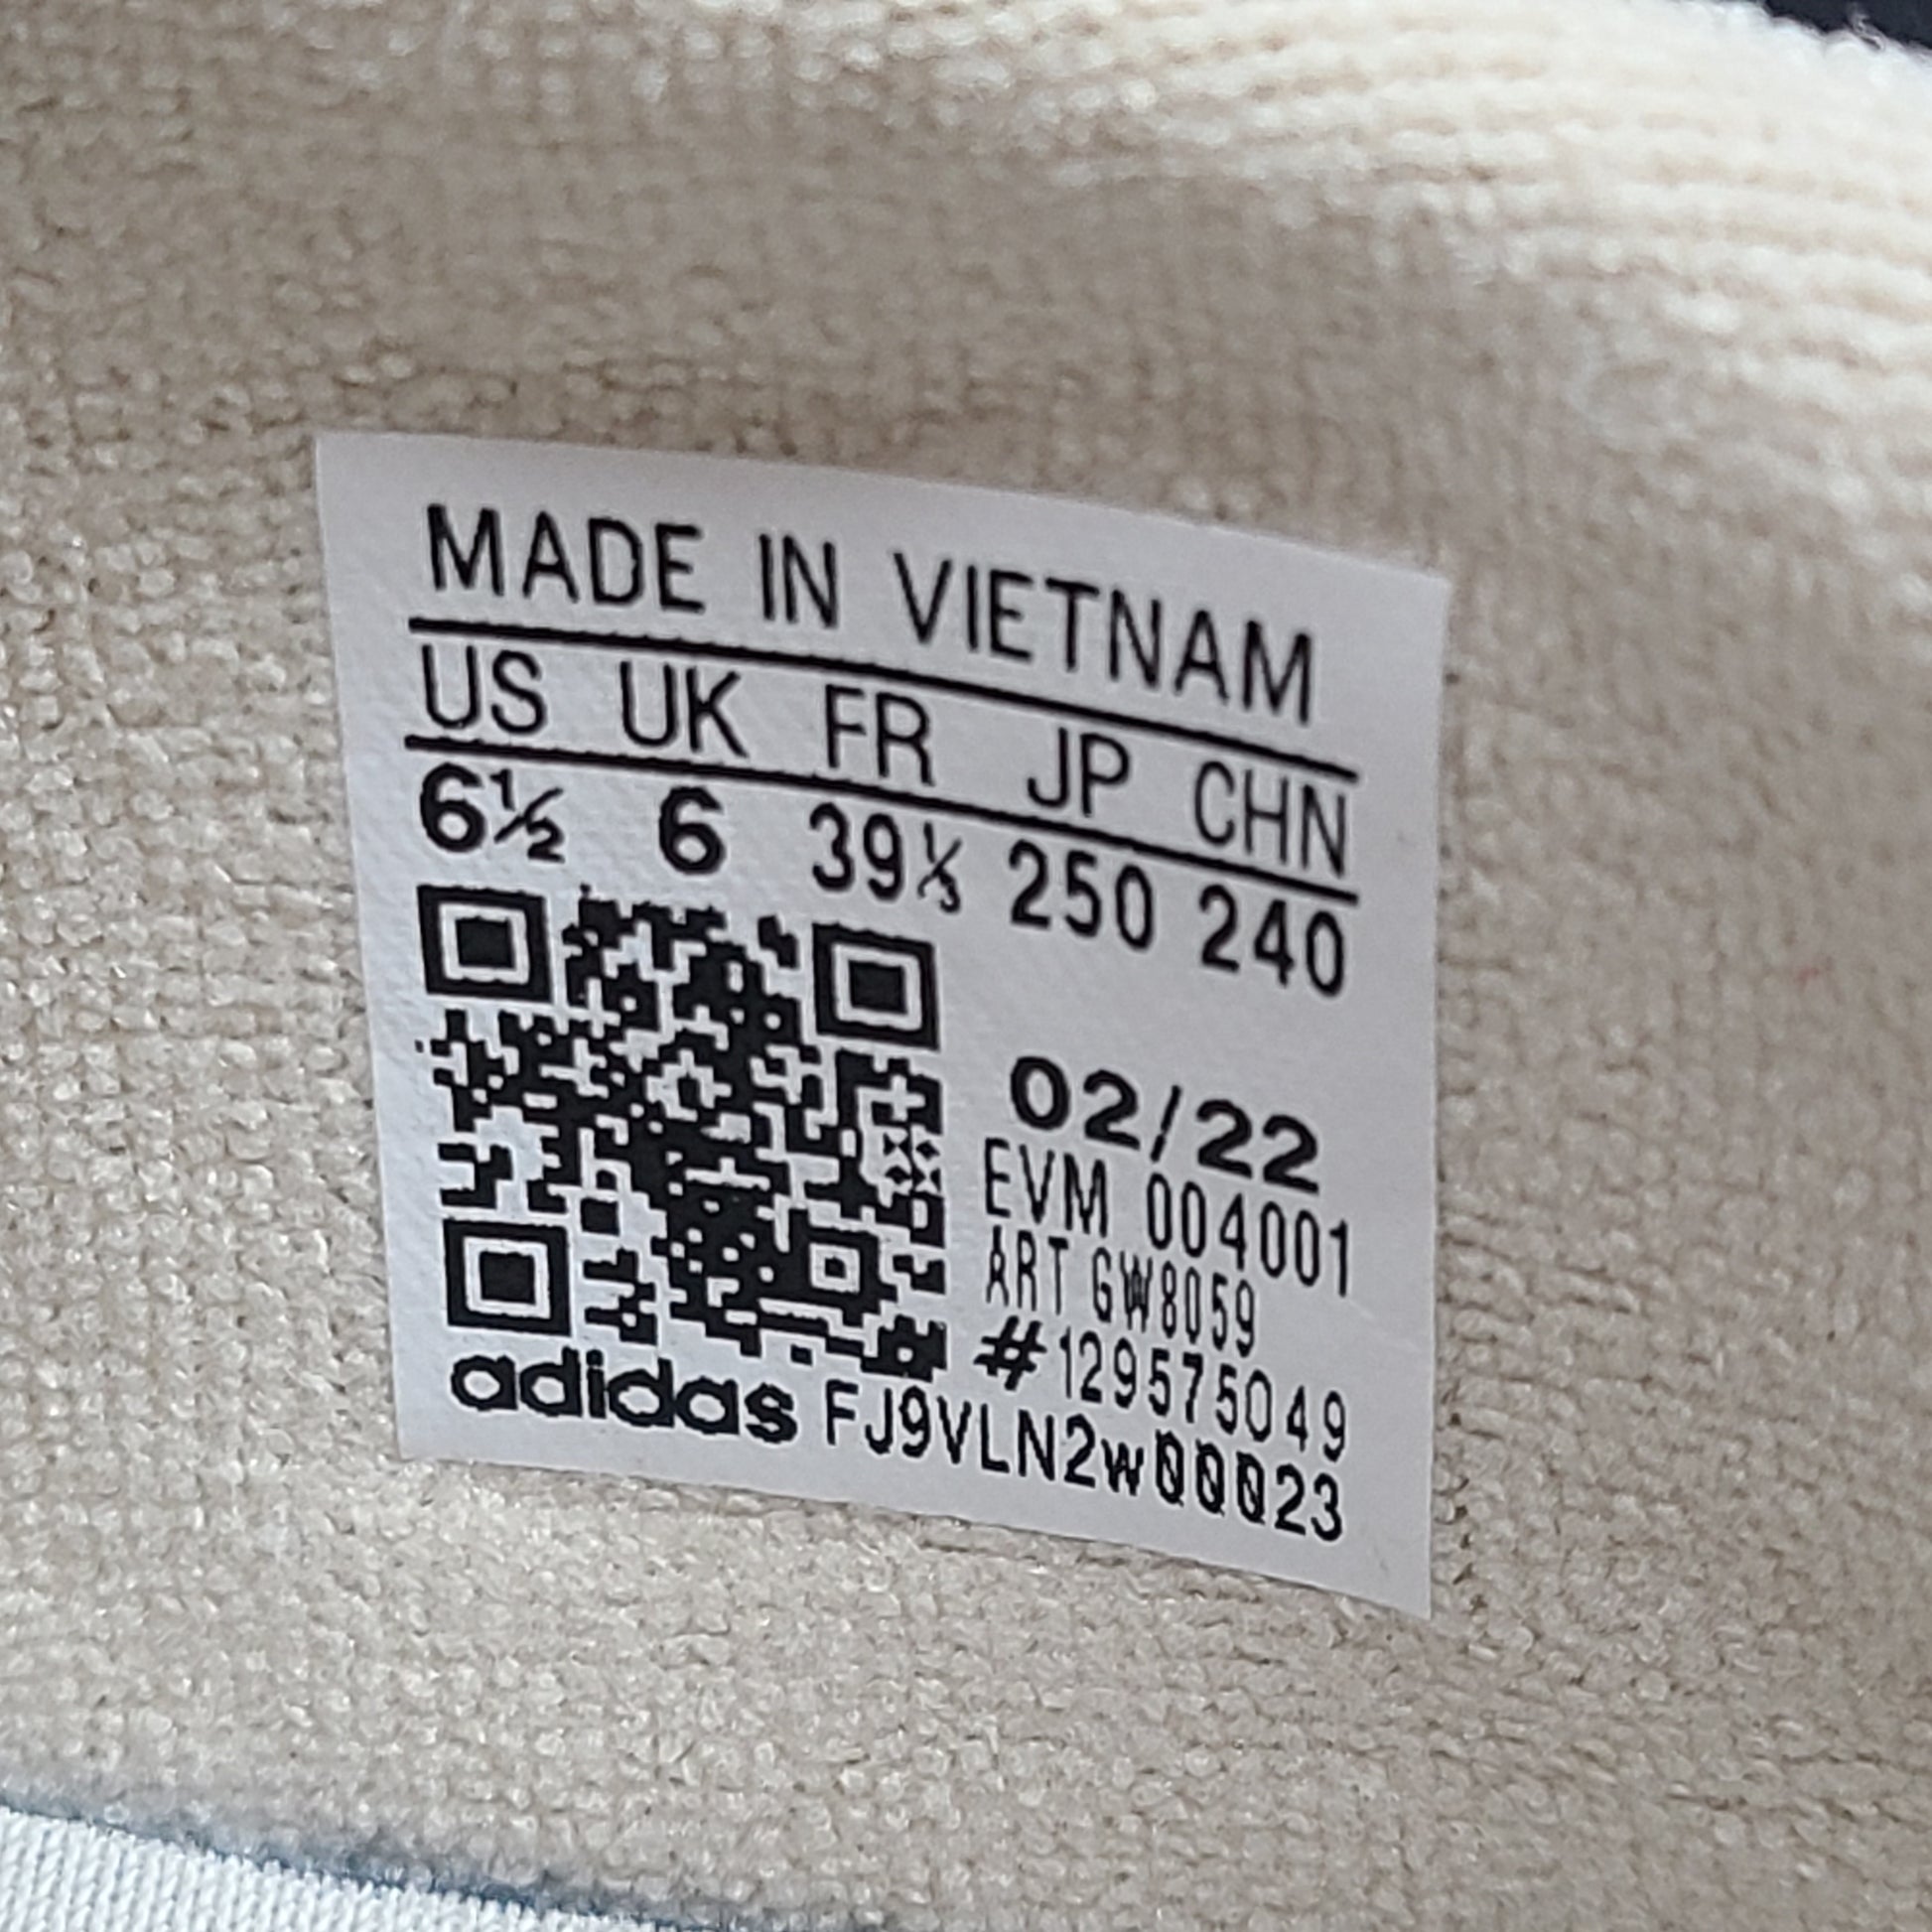 MADE IN VIETNAM
US UK FR JP CHN
6½ 6 39⅓ 250 240
02/22
EVM 004001
ART GW8059
#129575049
adidas FJ9VLN2w00023